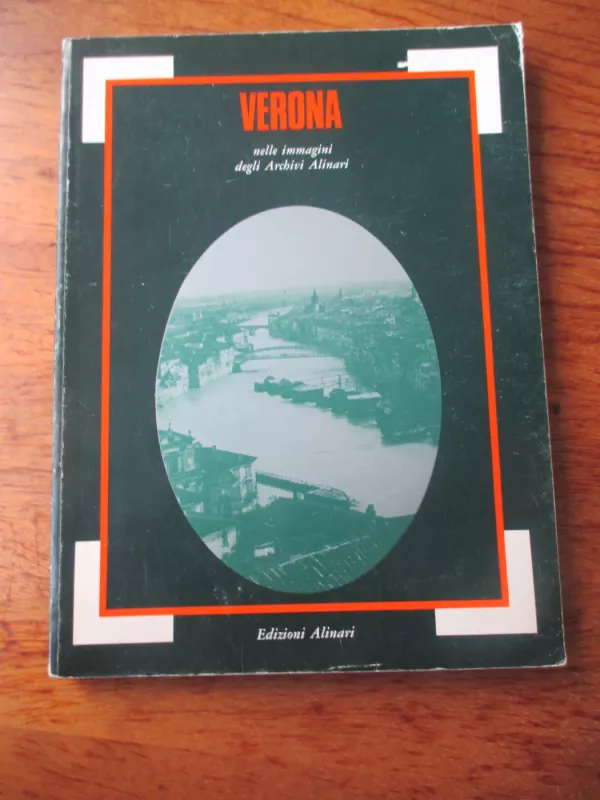 VERONA
nelle immagini
degli Archivi Alinari
Edizioni Alinari